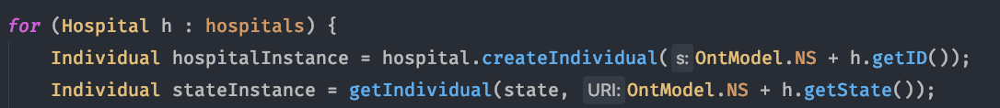 for (Hospital h : hospitals) {
Individual hospitalInstance = hospital.createIndividual( s: OntModel.NS + h.getID());
Individual stateInstance = getIndividual(state, URI: OntModel.NS + h.getState());